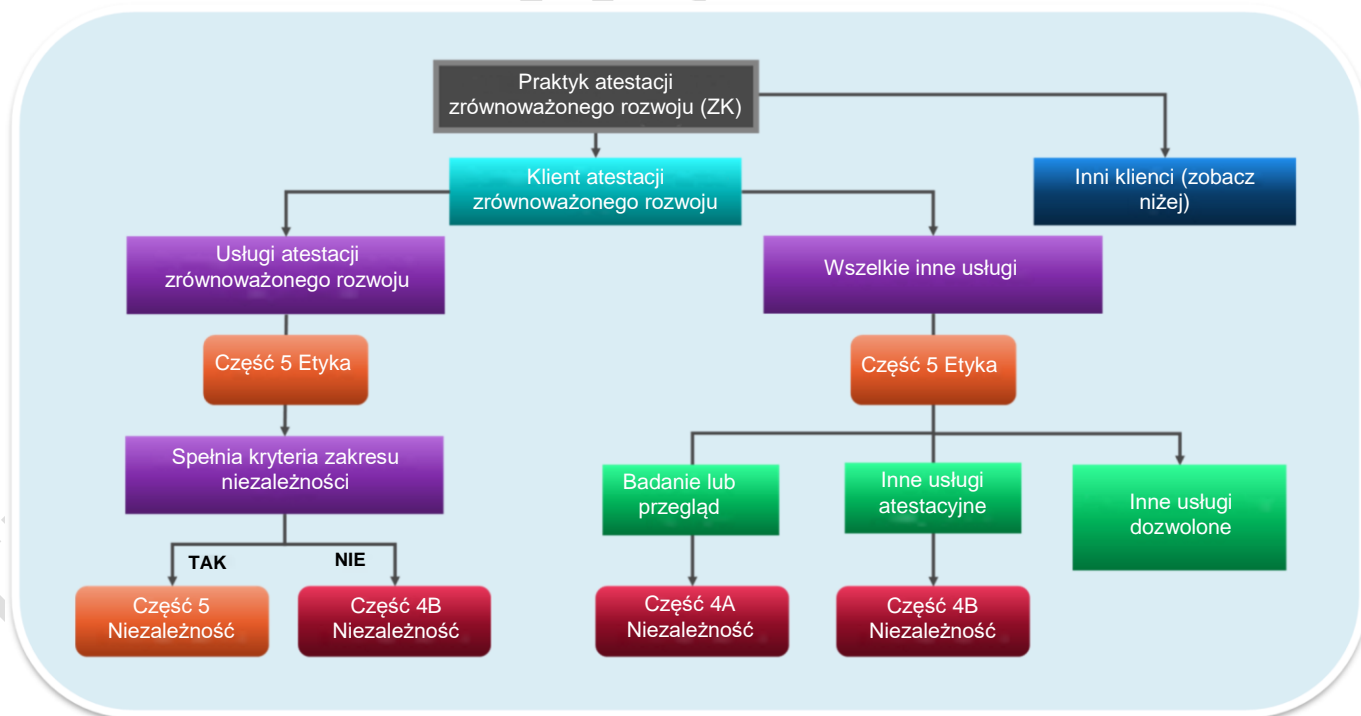 Praktyk atestacji
zrównoważonego rozwoju (ZK)
Klient atestacji
zrównoważonego rozwoju
Inni klienci (zobacz
niżej)
Usługi atestacji
zrównoważonego rozwoju
Wszelkie inne usługi
Część 5 Etyka
Część 5 Etyka
Spełnia kryteria zakresu
niezależności
Badanie lub
przegląd
Inne usługi
atestacyjne
Inne usługi
dozwolone
TAK
NIE
Część 5
Niezależność
Część 4B
Niezależność
Część 4A
Niezależność
Część 4B
Niezależność